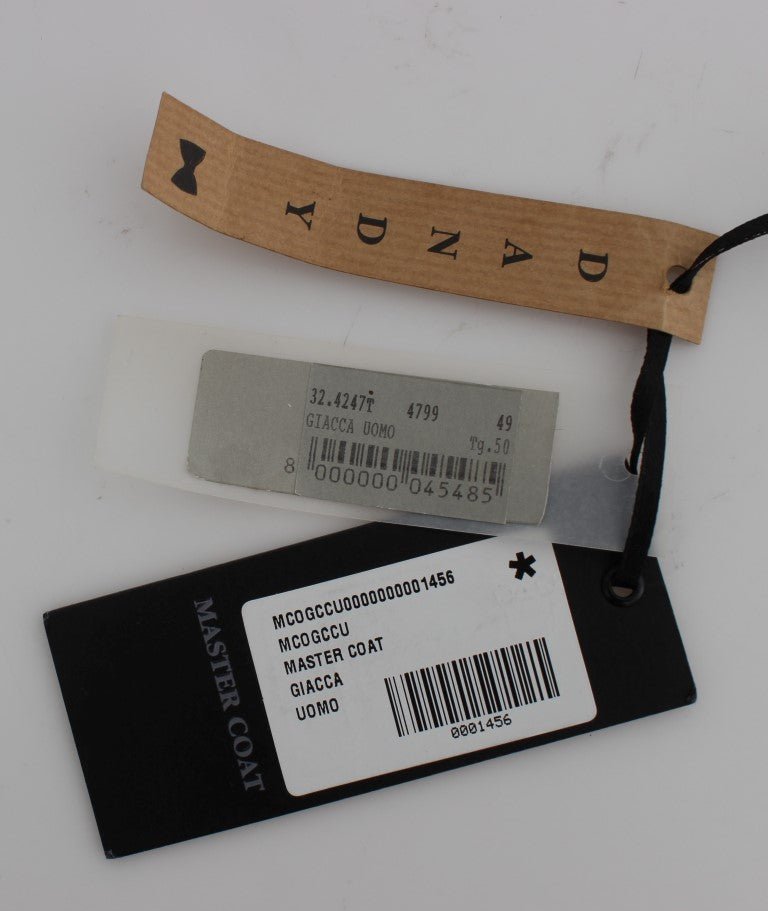 DANDY
32.4247T 4799 49
GIACCA UOMO Tg.50
8 000000 045485
MASTER COAT
*
MCOGCCU0000000001456
MCOGCCU
MASTER COAT
GIACCA
UOMO
0001456